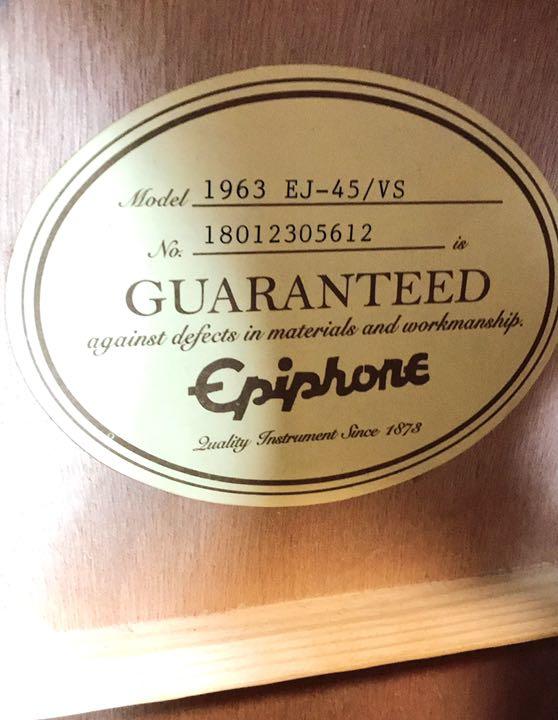 Model 1963 EJ-45/VS
No. 18012305612 is
GUARANTEED
against defects in materials and workmanship.
Epiphone
Quality Instrument Since 1873